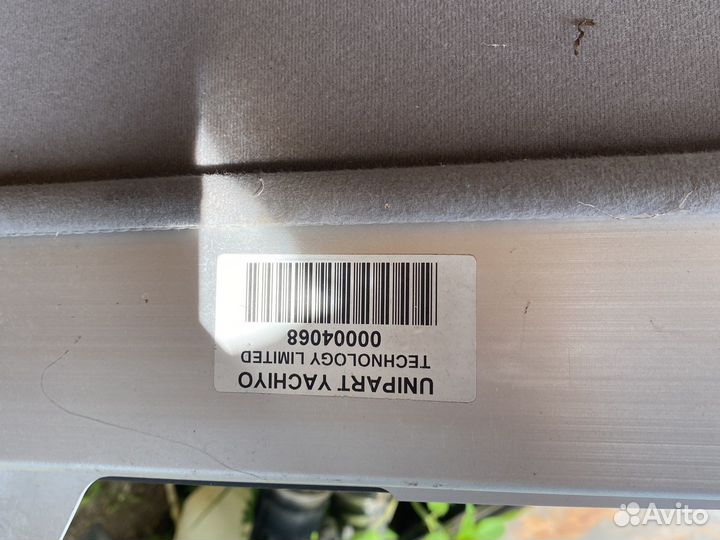 UNIPART YACHIYO
TECHNOLOGY LIMITED
00004068
Avito